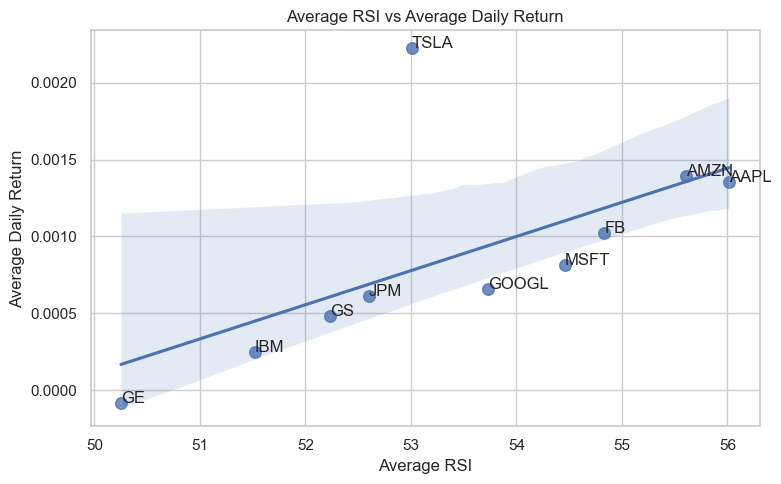 Average RSI vs Average Daily Return
TSLA
0.0020
0.0015
AMZN
AAPL
0.0010
FB
MSFT
GOOGL
JPM
0.0005
GS
IBM
0.0000
GE
50 51 52 53 54 55 56
Average RSI
Average Daily Return